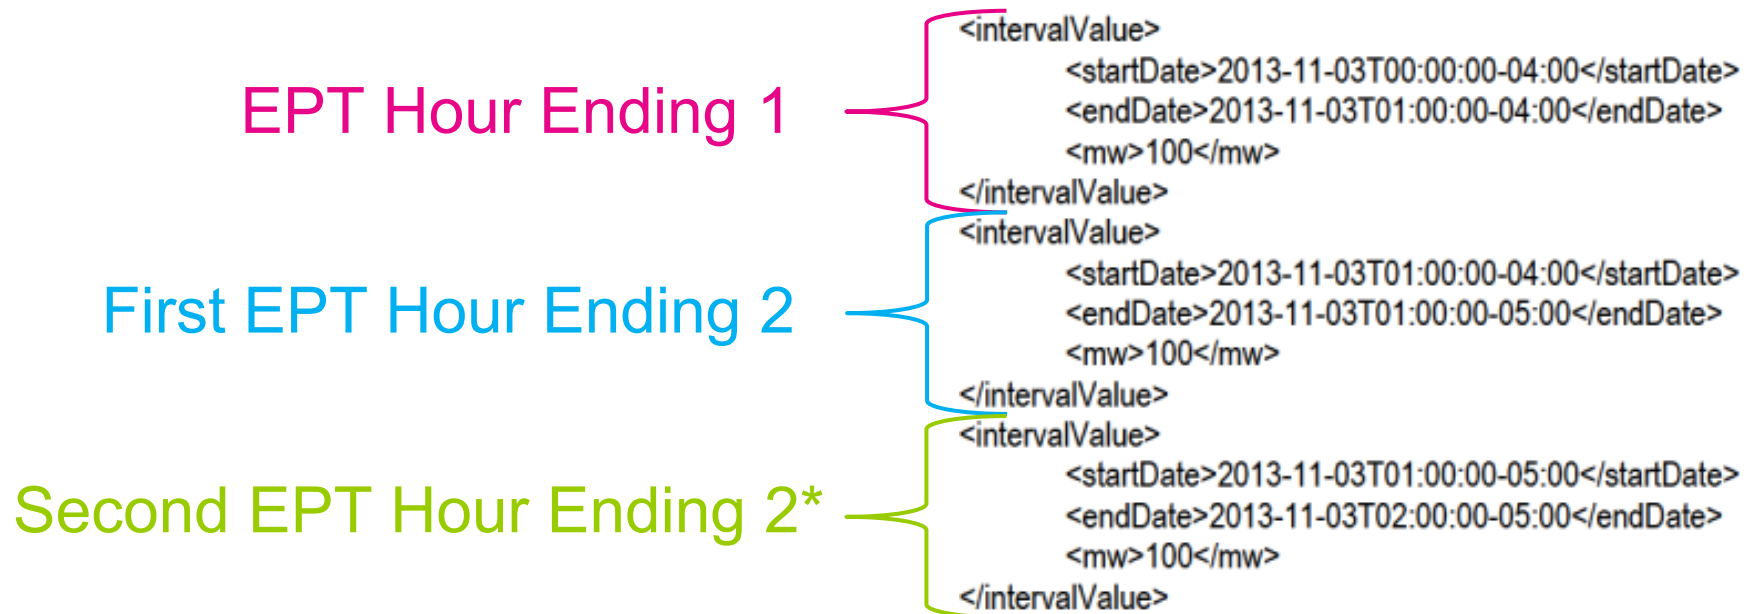 <intervalValue>
<startDate>2013-11-03T00:00:00-04:00</startDate>
EPT Hour Ending 1
<endDate>2013-11-03T01:00:00-04:00</endDate>
<mw>100</mw>
</intervalValue>
<intervalValue>
<startDate>2013-11-03T01:00:00-04:00</startDate>
First EPT Hour Ending 2
<endDate>2013-11-03T01:00:00-05:00</endDate>
<mw>100</mw>
</intervalValue>
<intervalValue>
<startDate>2013-11-03T01:00:00-05:00</startDate>
Second EPT Hour Ending 2*
<endDate>2013-11-03T02:00:00-05:00</endDate>
<mw>100</mw>
</intervalValue>